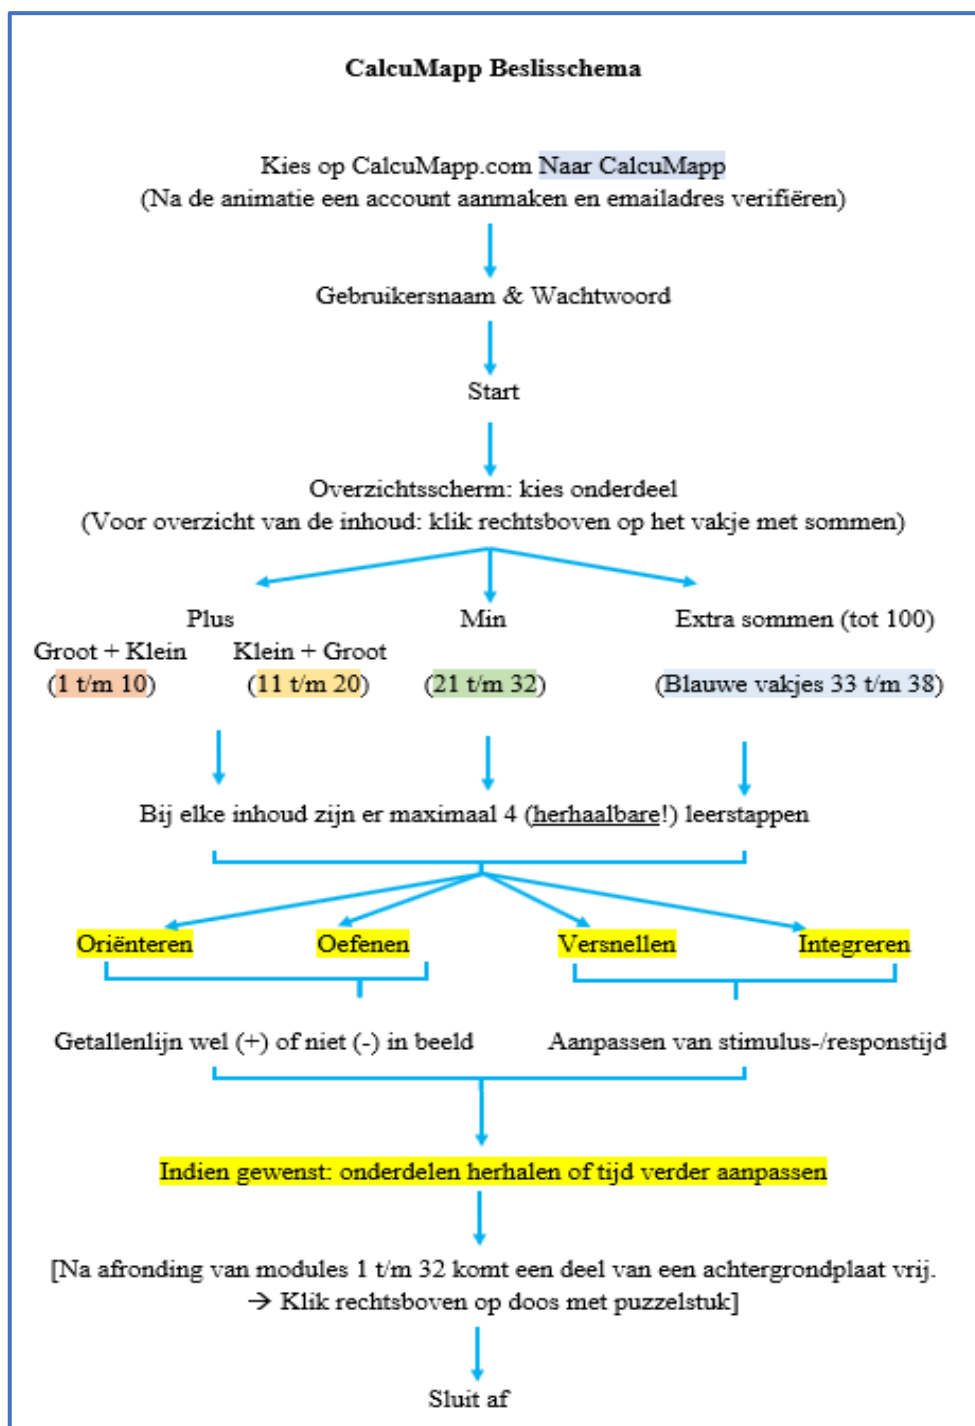 CalcuMapp Beslisschema
Kies op CalcuMapp.com Naar CalcuMapp
(Na de animatie een account aanmaken en emailadres verifiëren)
Gebruikersnaam & Wachtwoord
Start
Overzichtsscherm: kies onderdeel
(Voor overzicht van de inhoud: klik rechtsboven op het vakje met sommen)
Plus Min Extra sommen (tot 100)
Groot + Klein Klein + Groot
(1 t/m 10) (11 t/m 20) (21 t/m 32) (Blauwe vakjes 33 t/m 38)
Bij elke inhoud zijn er maximaal 4 (herhaalbare!) leerstappen
Oriënteren Oefenen Versnellen Integreren
Getallenlijn wel (+) of niet (-) in beeld Aanpassen van stimulus-/responstijd
Indien gewenst: onderdelen herhalen of tijd verder aanpassen
[Na afronding van modules 1 t/m 32 komt een deel van een achtergrondplaat vrij.
→ Klik rechtsboven op doos met puzzelstuk]
Sluit af